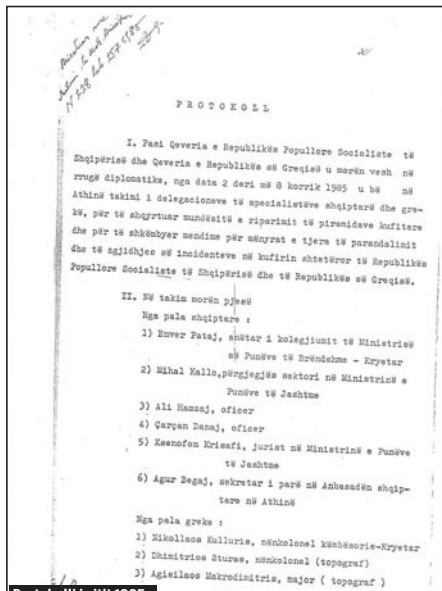 PROTOKOLL
I. Pasi Qeveria e Republikës Popullore Socialiste të
Shqipërisë dhe Qeveria e Republikës së Greqisë u morën vesh në
rrugë diplomatike, nga data 2 deri më 8 korrik 1985 u bë në
Athinë takimi i delegacioneve të specialistëve shqiptarë dhe gre-
kë, për të shqyrtuar mundësitë e riparimit të piramidave kufitare
dhe për të shkëmbyer mendime për mënyrat e tjera të parandalimit
dhe të zgjidhjes së incidenteve në kufirin shtetëror të Republikës
Popullore Socialiste të Shqipërisë dhe të Republikës së Greqisë.
II. Në takim morën pjesë
Nga pala shqiptare :
1) Enver Pataj, anëtar i kolegjiumit të Ministrisë
së Punëve të Brëndshme - Kryetar
2) Mihal Kallo, përgjegjës sektori në Ministrinë e
Punëve të Jashtme
3) Ali Hamzaj, oficer
4) Çarçan Danaj, oficer
5) Ksenofon Krisafi, jurist në Ministrinë e Punëve
të Jashtme
6) Agur Begaj, sekretar i parë në Ambasadën shqip-
tare në Athinë
Nga pala greke :
1) Nikollaos Kulluris, nënkolonel këmbësorie-Kryetar
2) Dhimitrios Sturas, nënkolonel (topograf)
3) Agisilaos Makrodimitris, major ( topograf )